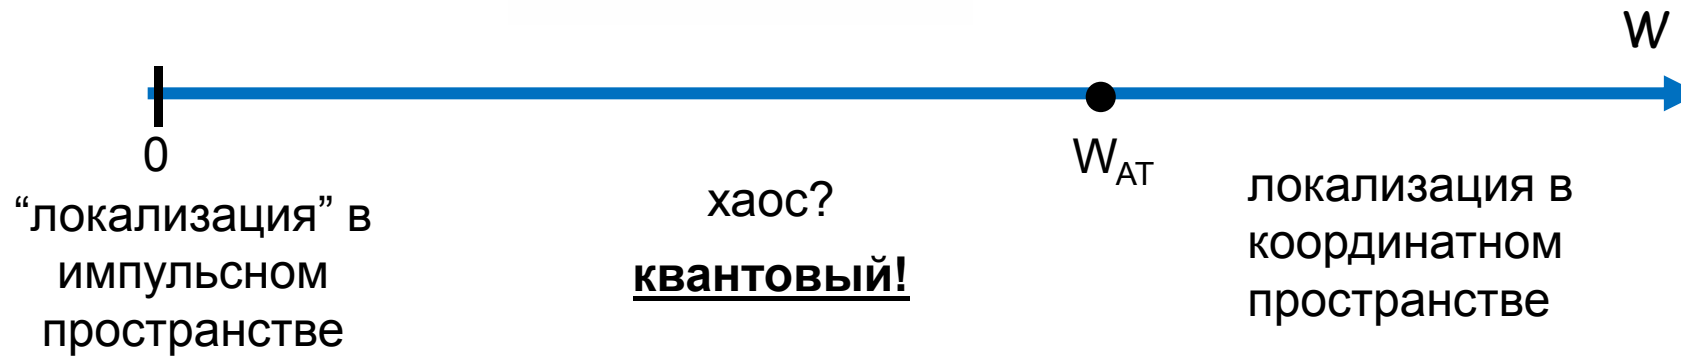 W
0
W_AT
“локализация” в
импульсном
пространстве
хаос?
квантовый!
локализация в
координатном
пространстве